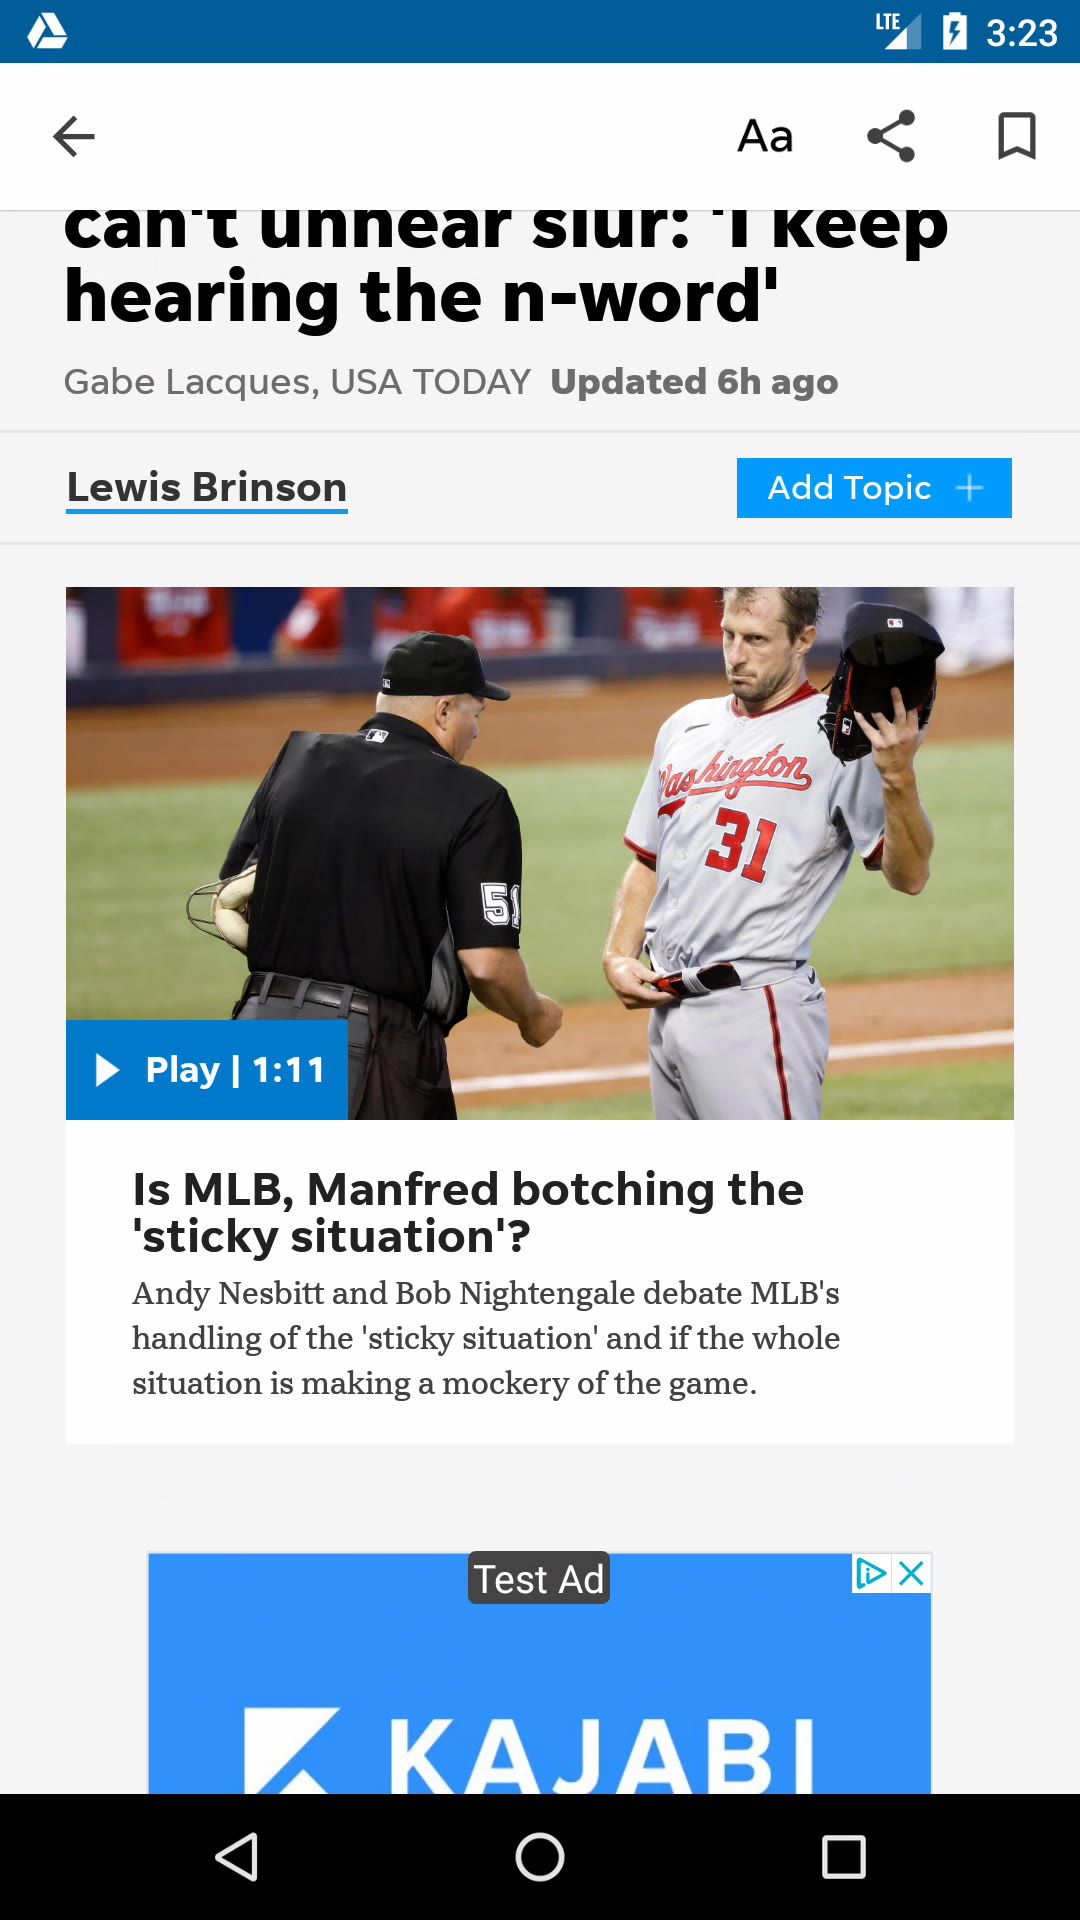 LTE 3:23
Aa
can't unhear slur: 'I keep
hearing the n-word'
Gabe Lacques, USA TODAY Updated 6h ago
Lewis Brinson
Add Topic +
Washington
31
51
Play | 1:11
Is MLB, Manfred botching the
'sticky situation'?
Andy Nesbitt and Bob Nightengale debate MLB's
handling of the 'sticky situation' and if the whole
situation is making a mockery of the game.
Test Ad
KAJABI